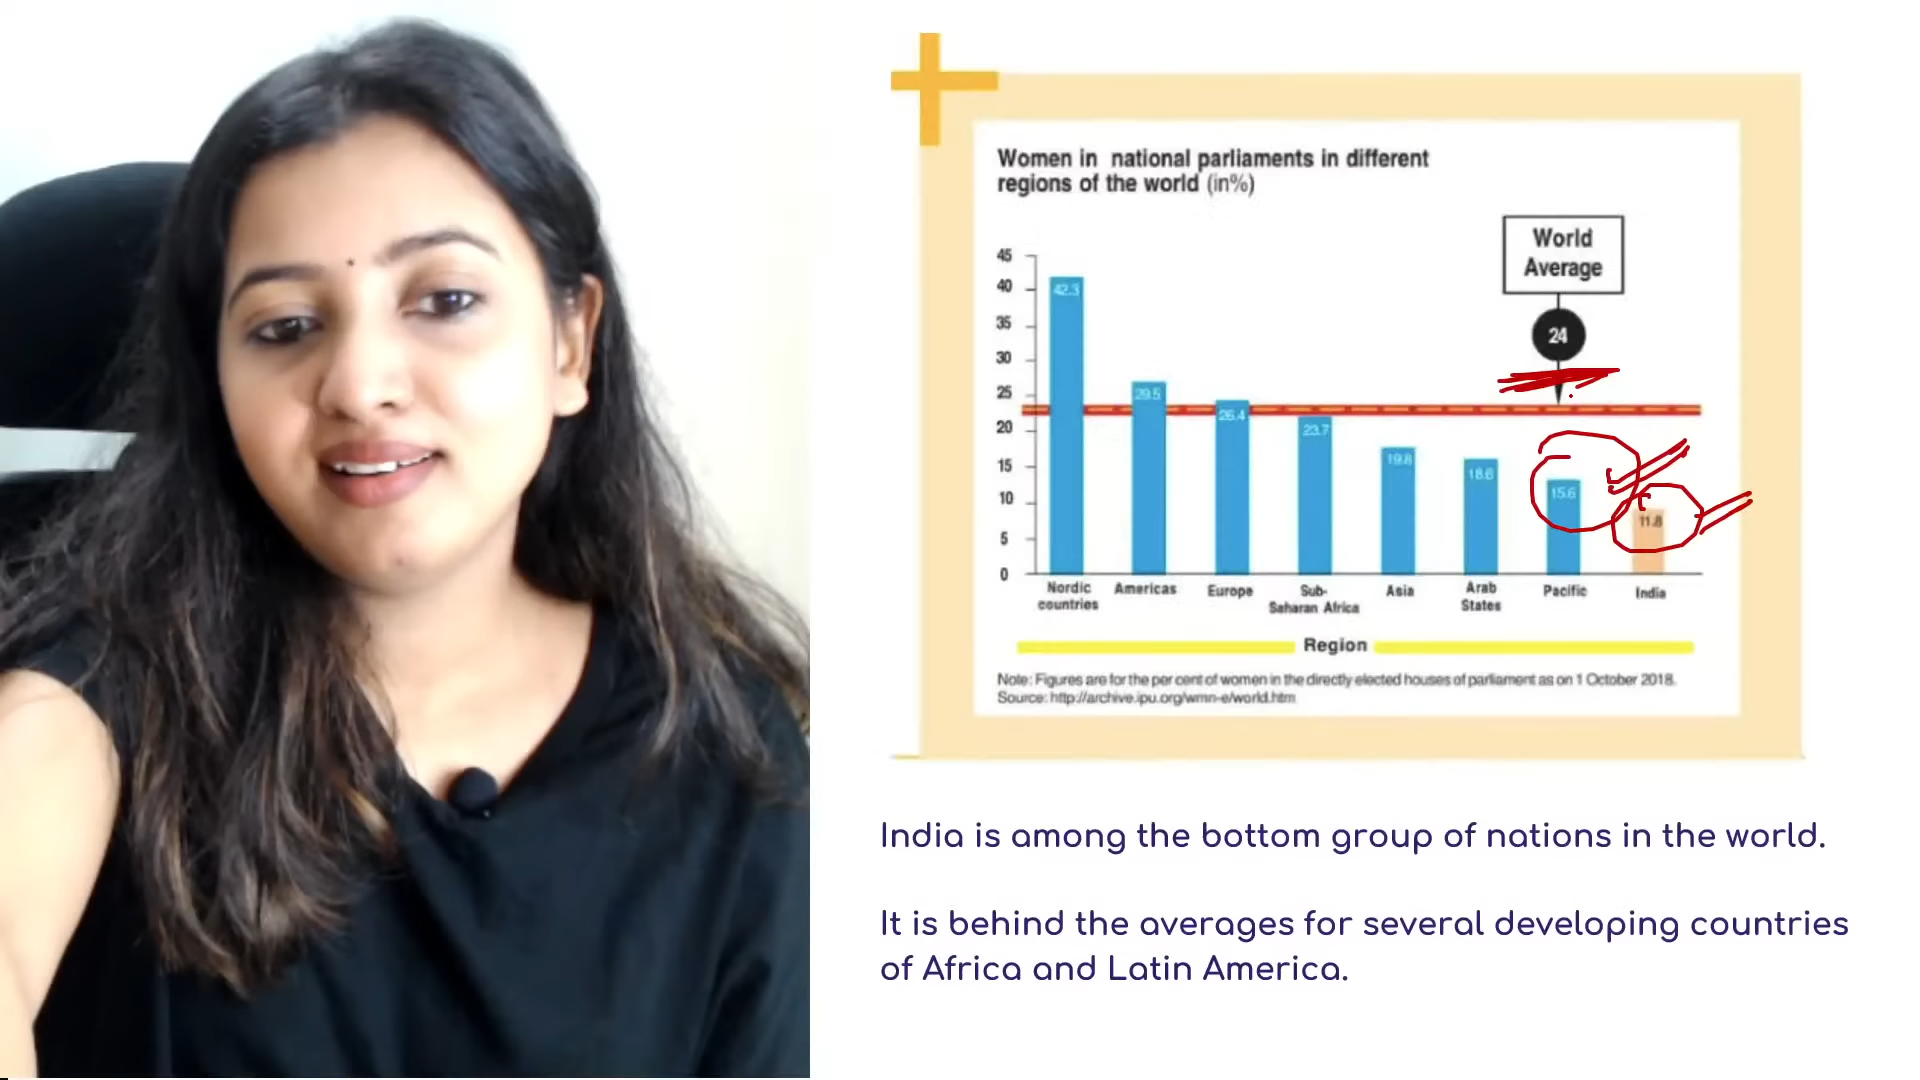 Women in national parliaments in different
regions of the world (in%)
World
Average
24
45
40
35
30
25
20
15
10
5
0
42.3
29.5
26.4
23.7
19.8
18.6
15.6
11.8
Nordic
countries
Americas
Europe
Sub-
Saharan Africa
Asia
Arab
States
Pacific
India
Region
Note: Figures are for the per cent of women in the directly elected houses of parliament as on 1 October 2018.
Source: http://archive.ipu.org/wmn-e/world.htm
India is among the bottom group of nations in the world.
It is behind the averages for several developing countries
of Africa and Latin America.